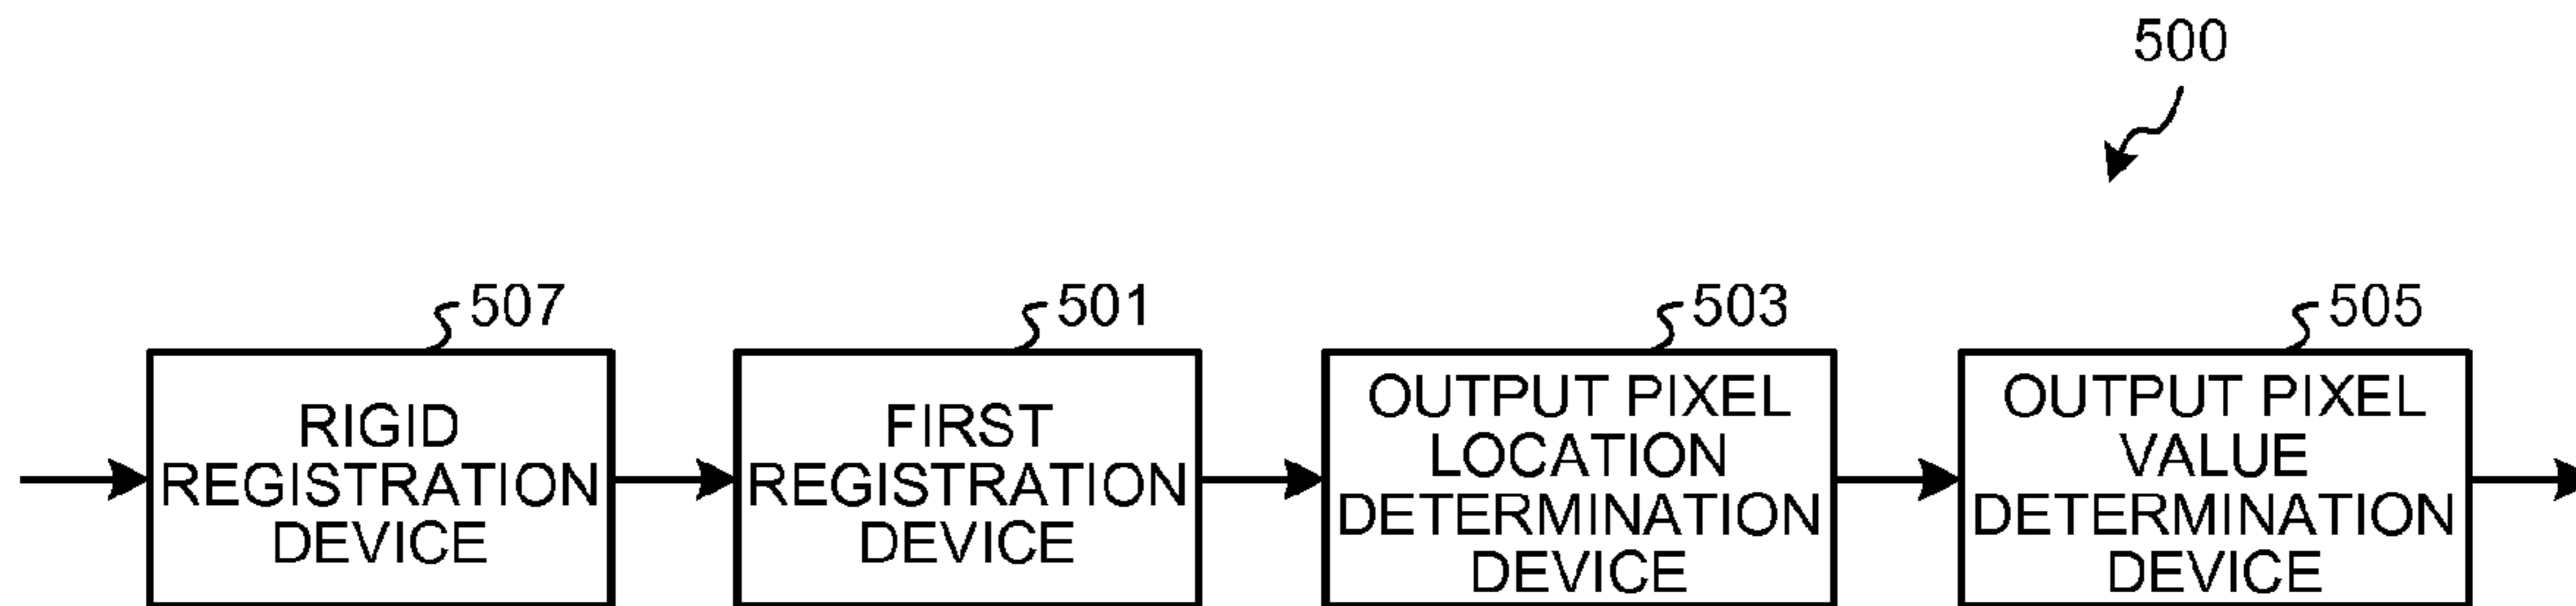 500
507
501
503
505
RIGID
REGISTRATION
DEVICE
FIRST
REGISTRATION
DEVICE
OUTPUT PIXEL
LOCATION
DETERMINATION
DEVICE
OUTPUT PIXEL
VALUE
DETERMINATION
DEVICE